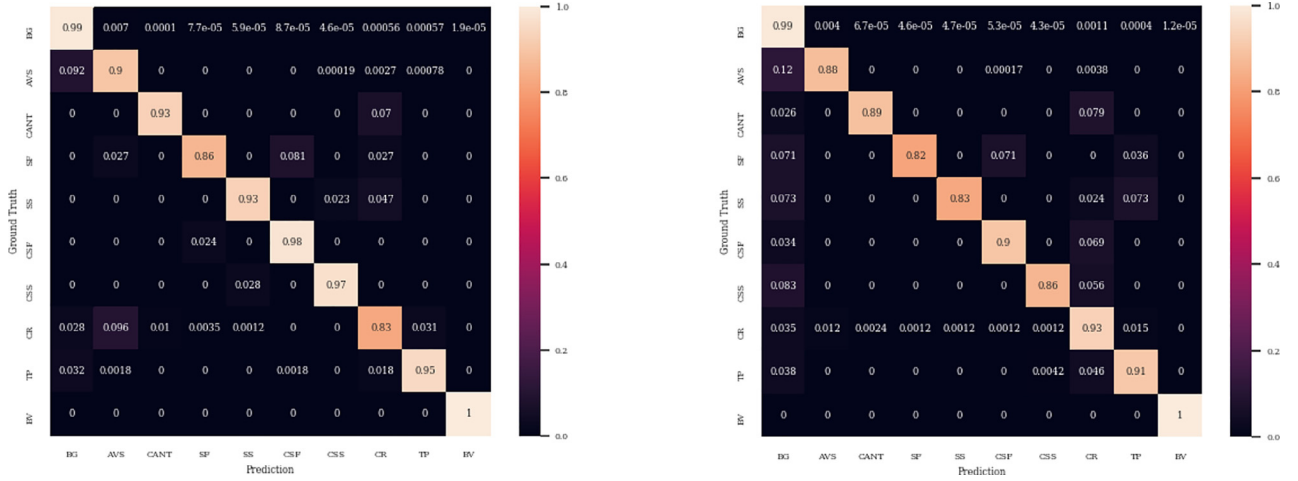 BG 0.99 0.007 0.0001 7.7e-05 5.9e-05 8.7e-05 4.6e-05 0.00056 0.00057 1.9e-05
AVS 0.092 0.9 0 0 0 0 0.00019 0.0027 0.00078 0
CANT 0 0 0.93 0 0 0 0 0.07 0 0
SF 0 0.027 0 0.86 0 0.081 0 0.027 0 0
SS 0 0 0 0 0.93 0 0.023 0.047 0 0
CSF 0 0 0 0.024 0 0.98 0 0 0 0
CSS 0 0 0 0 0.028 0 0.97 0 0 0
CR 0.028 0.096 0.01 0.0035 0.0012 0 0 0.83 0.031 0
TP 0.032 0.0018 0 0 0 0.0018 0 0.018 0.95 0
BV 0 0 0 0 0 0 0 0 0 1
Ground Truth
BG AVS CANT SF SS CSF CSS CR TP BV
Prediction
1.0
0.8
0.6
0.4
0.2
0.0
BG 0.99 0.004 6.7e-05 4.6e-05 4.7e-05 5.3e-05 4.3e-05 0.0011 0.0004 1.2e-05
AVS 0.12 0.88 0 0 0 0.00017 0 0.0038 0 0
CANT 0.026 0 0.89 0 0 0 0 0.079 0 0
SF 0.071 0 0 0.82 0 0.071 0 0 0.036 0
SS 0.073 0 0 0 0.83 0 0 0.024 0.073 0
CSF 0.034 0 0 0 0 0.9 0 0.069 0 0
CSS 0.083 0 0 0 0 0 0.86 0.056 0 0
CR 0.035 0.012 0.0024 0.0012 0.0012 0.0012 0.0012 0.93 0.015 0
TP 0.038 0 0 0 0 0 0.0042 0.046 0.91 0
BV 0 0 0 0 0 0 0 0 0 1
Ground Truth
BG AVS CANT SF SS CSF CSS CR TP BV
Prediction
1.0
0.8
0.6
0.4
0.2
0.0